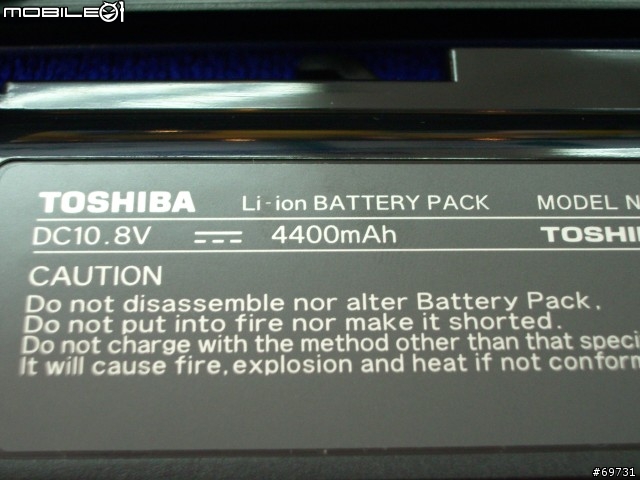 MOBILE01
TOSHIBA Li-ion BATTERY PACK MODEL N
DC10.8V 4400mAh TOSHI
CAUTION
Do not disassemble nor alter Battery Pack.
Do not put into fire nor make it shorted.
Do not charge with the method other than that speci
It will cause fire, explosion and heat if not conform
#69731